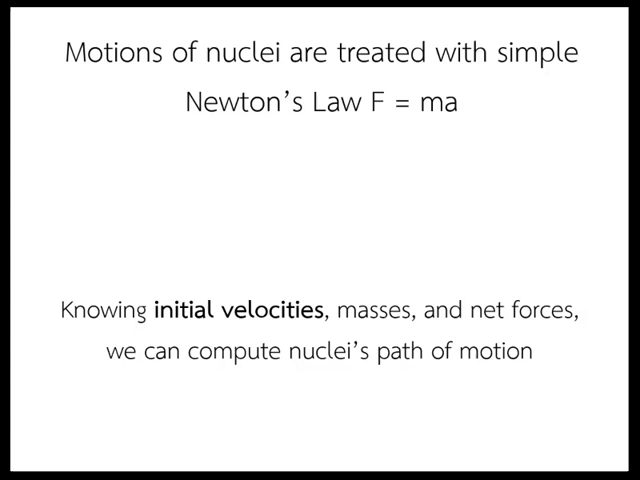 Motions of nuclei are treated with simple
Newton’s Law F = ma
Knowing initial velocities, masses, and net forces,
we can compute nuclei’s path of motion